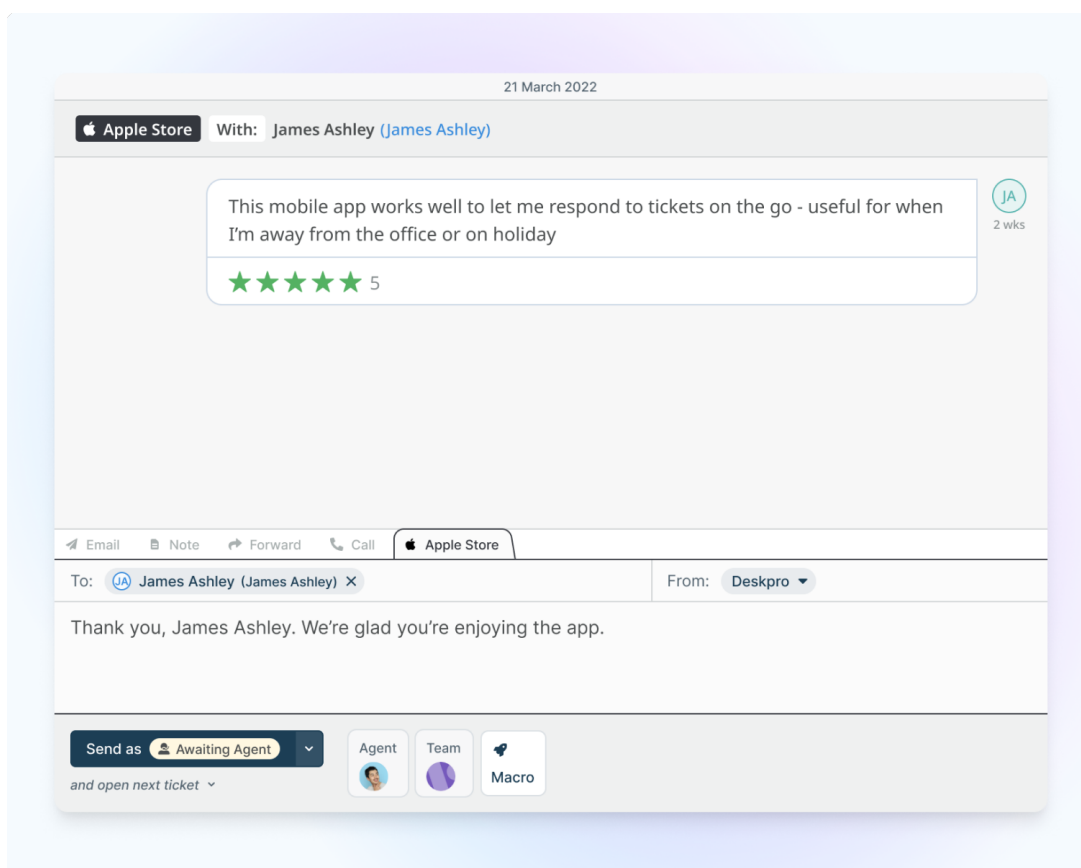 21 March 2022
Apple Store With: James Ashley (James Ashley)
This mobile app works well to let me respond to tickets on the go - useful for when
I’m away from the office or on holiday
5
JA
2 wks
Email Note Forward Call Apple Store
To: JA James Ashley (James Ashley) From: Deskpro
Thank you, James Ashley. We’re glad you’re enjoying the app.
Send as Awaiting Agent
and open next ticket
Agent Team Macro